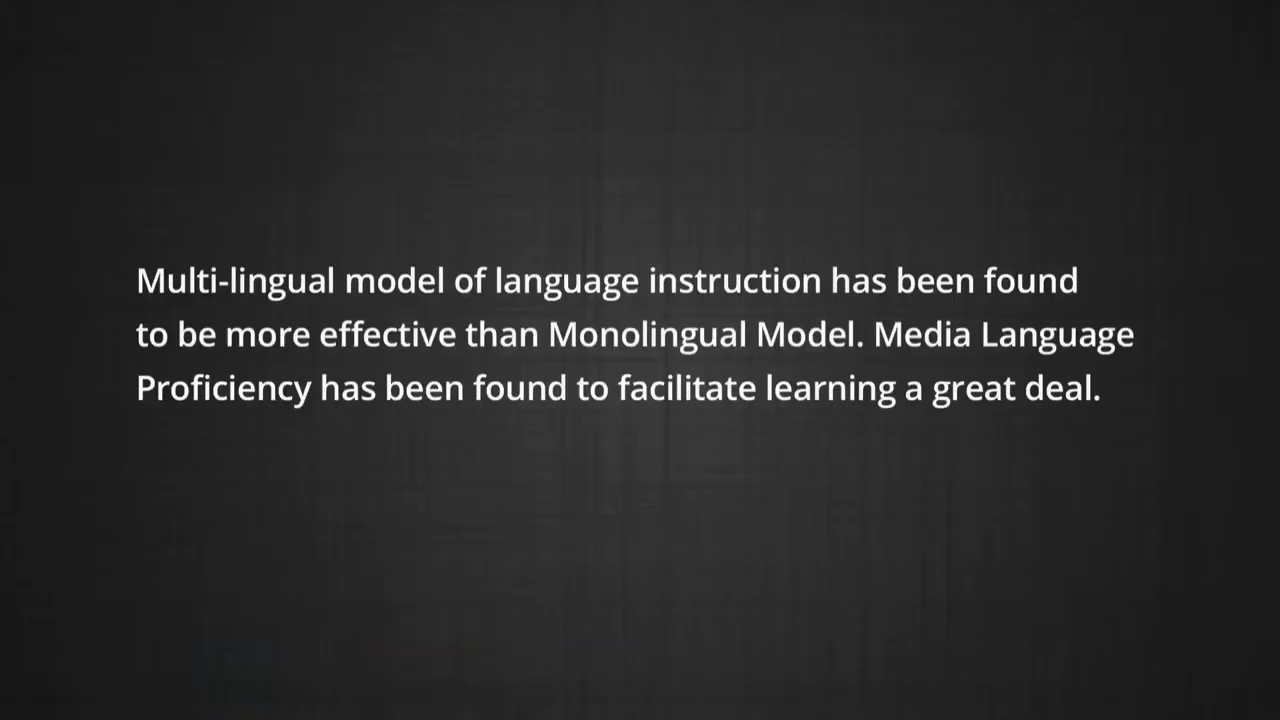 Multi-lingual model of language instruction has been found
to be more effective than Monolingual Model. Media Language
Proficiency has been found to facilitate learning a great deal.